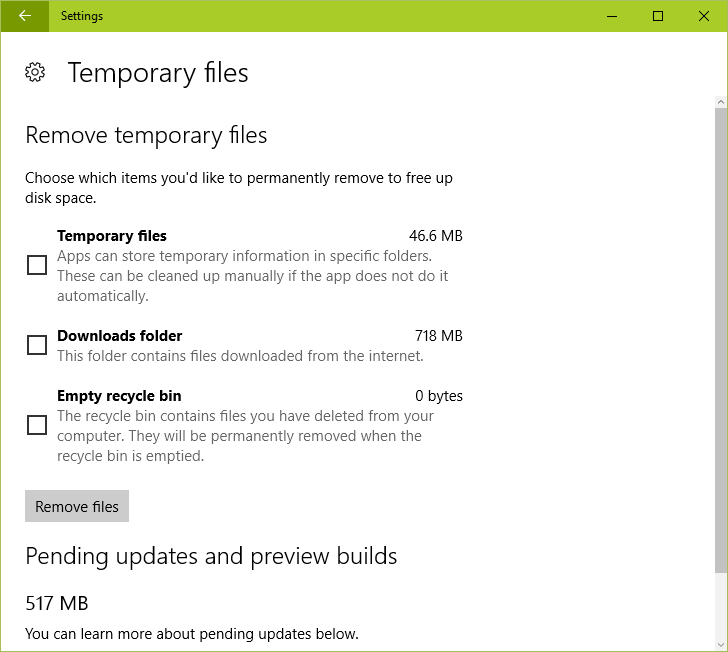 Settings
Temporary files
Remove temporary files
Choose which items you'd like to permanently remove to free up
disk space.
Temporary files 46.6 MB
Apps can store temporary information in specific folders.
These can be cleaned up manually if the app does not do it
automatically.
Downloads folder 718 MB
This folder contains files downloaded from the internet.
Empty recycle bin 0 bytes
The recycle bin contains files you have deleted from your
computer. They will be permanently removed when the
recycle bin is emptied.
Remove files
Pending updates and preview builds
517 MB
You can learn more about pending updates below.